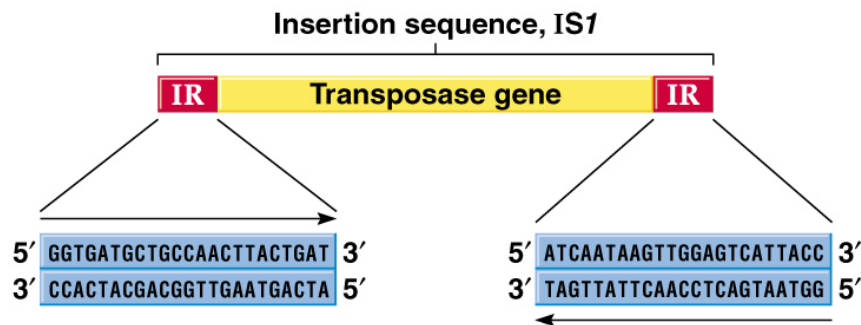 Insertion sequence, IS1
IR Transposase gene IR
5′ GGTGATGCTGCCAACTTACTGAT 3′
3′ CCACTACGACGGTTGAATGACTA 5′
5′ ATCAATAAGTTGGAGTCATTACC 3′
3′ TAGTTATTCAACCTCAGTAATGG 5′